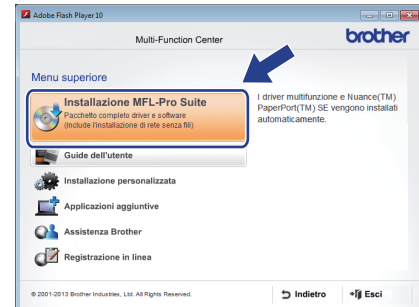 Adobe Flash Player 10
Multi-Function Center
brother
Menu superiore
Installazione MFL-Pro Suite
Pacchetto completo driver e software
(Include l'installazione di rete senza fili)
I driver multifunzione e Nuance(TM)
PaperPort(TM) SE vengono installati
automaticamente.
Guide dell'utente
Installazione personalizzata
Applicazioni aggiuntive
Assistenza Brother
Registrazione in linea
© 2001-2013 Brother Industries, Ltd. All Rights Reserved.
Indietro
Esci